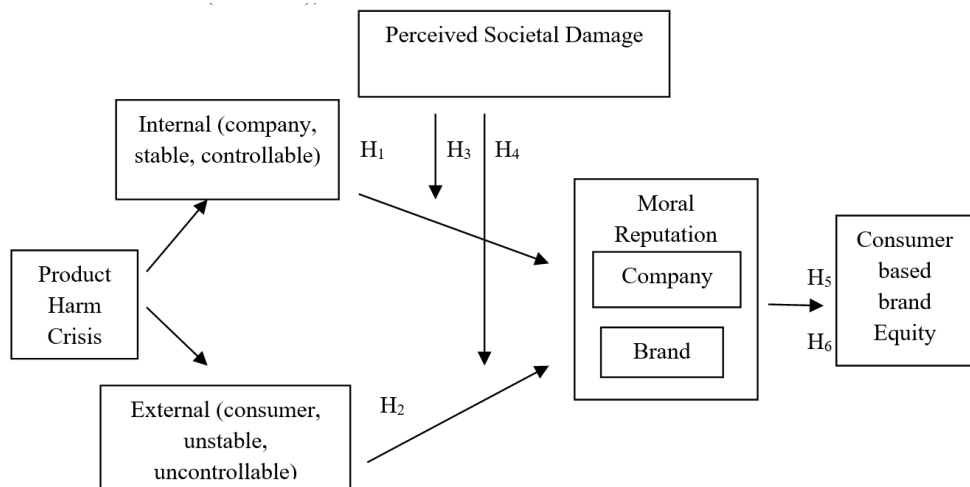 Perceived Societal Damage
Internal (company,
stable, controllable)
H₁
H₃
H₄
Moral
Reputation
Company
Brand
Product
Harm
Crisis
H₅
H₆
Consumer
based
brand
Equity
External (consumer,
unstable,
uncontrollable)
H₂